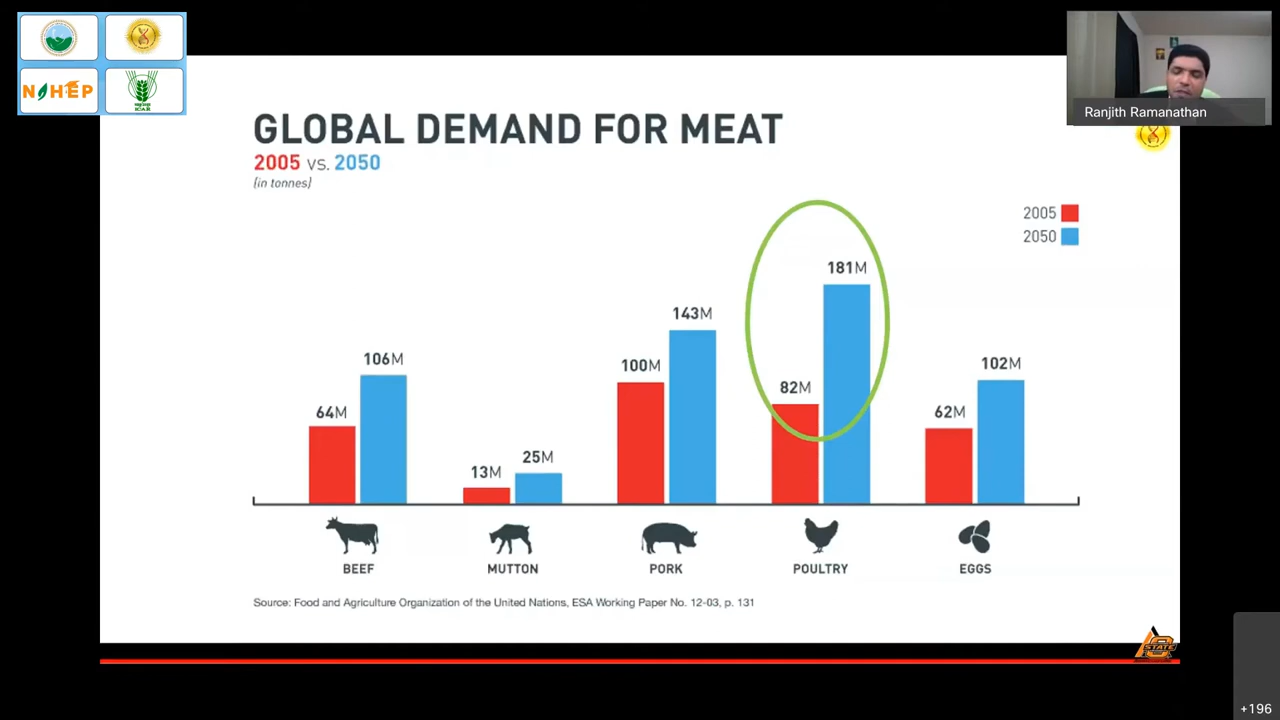 NAHEP
ICAR
Ranjith Ramanathan
GLOBAL DEMAND FOR MEAT
2005 VS. 2050
{in tonnes}
2005
2050
181M
143M
106M
100M
102M
82M
64M
62M
25M
13M
BEEF
MUTTON
PORK
POULTRY
EGGS
Source: Food and Agriculture Organization of the United Nations, ESA Working Paper No. 12-03, p. 131
STATE
+196